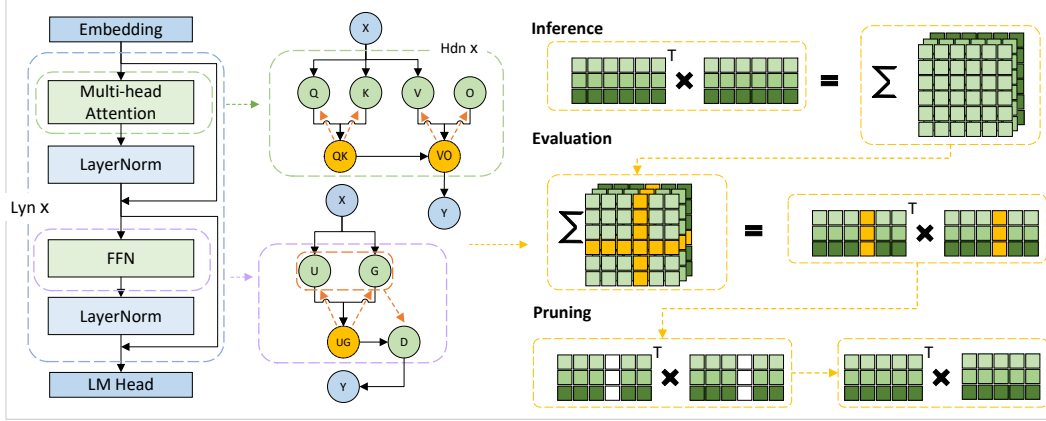 Embedding
Multi-head
Attention
LayerNorm
Lyn x
FFN
LayerNorm
LM Head
X
Hdn x
Q K V O
QK VO
Y
X
U G
UG D
Y
Inference
T
× = ∑
Evaluation
∑ = T
×
Pruning
T T
× ×